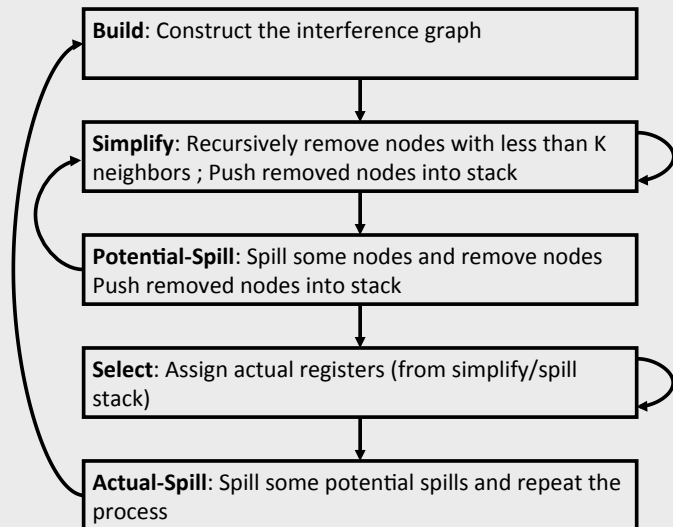 Build: Construct the interference graph
Simplify: Recursively remove nodes with less than K
neighbors ; Push removed nodes into stack
Potential-Spill: Spill some nodes and remove nodes
Push removed nodes into stack
Select: Assign actual registers (from simplify/spill
stack)
Actual-Spill: Spill some potential spills and repeat the
process